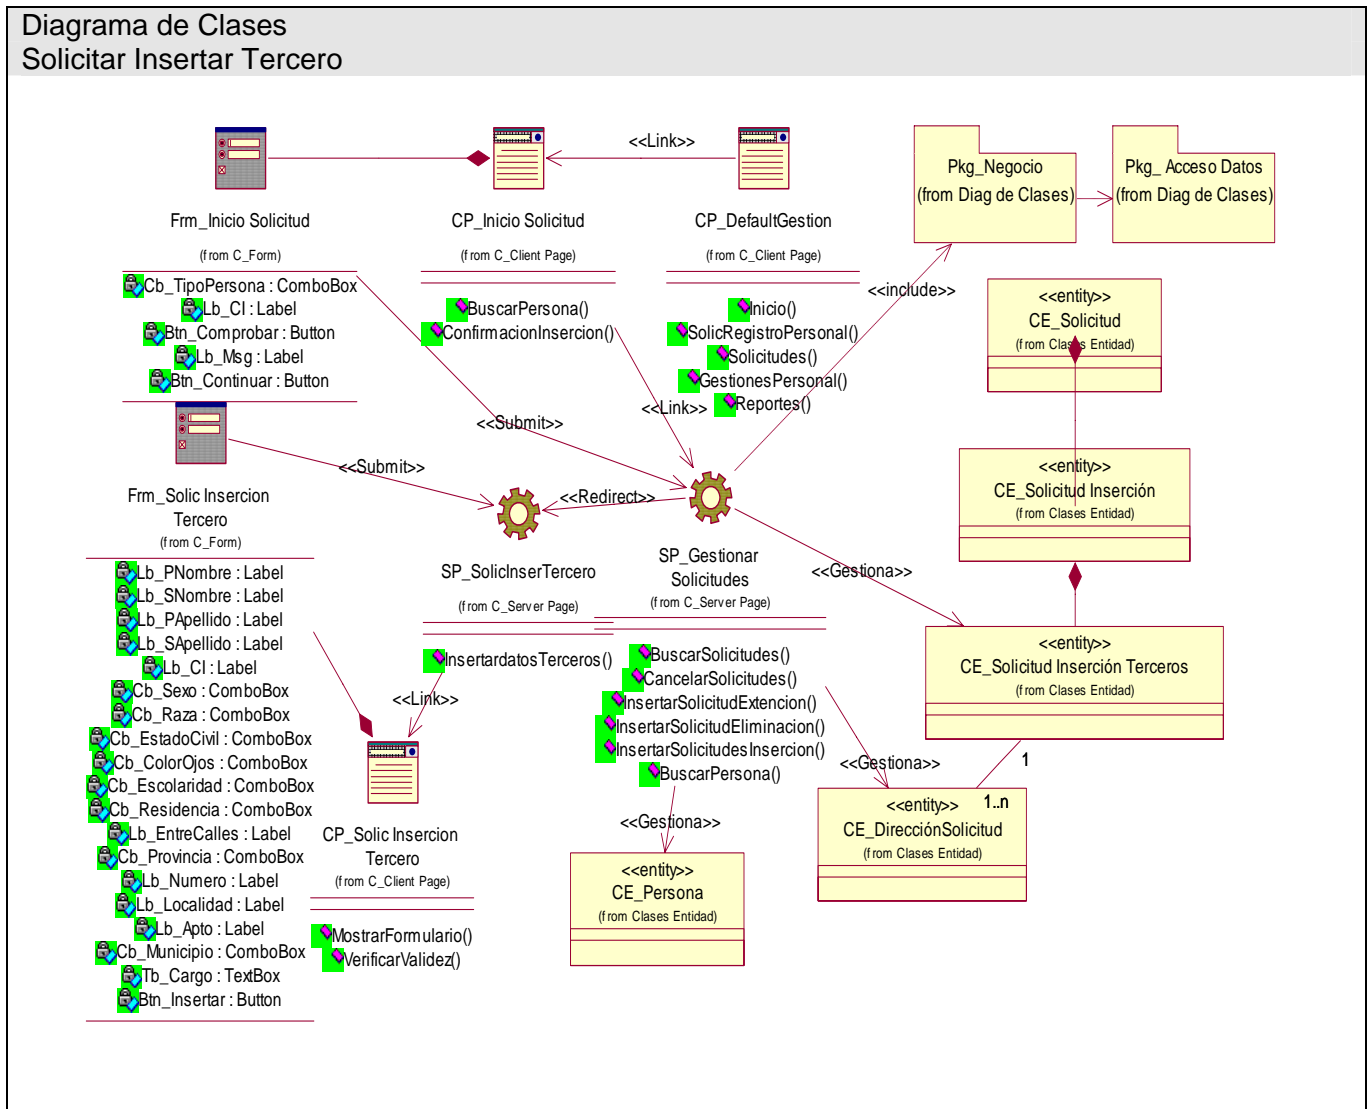 Diagrama de Clases
Solicitar Insertar Tercero
<<Link>>
Frm_Inicio Solicitud
(from C_Form)
Cb_TipoPersona : ComboBox
Lb_CI : Label
Btn_Comprobar : Button
Lb_Msg : Label
Btn_Continuar : Button
CP_Inicio Solicitud
(from C_Client Page)
BuscarPersona()
ConfirmacionInsercion()
CP_DefaultGestion
(from C_Client Page)
Inicio()
SolicRegistroPersonal()
Solicitudes()
GestionesPersonal()
Reportes()
Pkg_Negocio
(from Diag de Clases)
Pkg_ Acceso Datos
(from Diag de Clases)
<<include>>
<<entity>>
CE_Solicitud
(from Clases Entidad)
<<Link>>
<<Submit>>
<<Submit>>
<<Redirect>>
<<entity>>
CE_Solicitud Inserción
(from Clases Entidad)
Frm_Solic Insercion
Tercero
(from C_Form)
Lb_PNombre : Label
Lb_SNombre : Label
Lb_PApellido : Label
Lb_SApellido : Label
Lb_CI : Label
Cb_Sexo : ComboBox
Cb_Raza : ComboBox
Cb_EstadoCivil : ComboBox
Cb_ColorOjos : ComboBox
Cb_Escolaridad : ComboBox
Cb_Residencia : ComboBox
Lb_EntreCalles : Label
Cb_Provincia : ComboBox
Lb_Numero : Label
Lb_Localidad : Label
Lb_Apto : Label
Cb_Municipio : ComboBox
Tb_Cargo : TextBox
Btn_Insertar : Button
SP_SolicInserTercero
(from C_Server Page)
InsertardatosTerceros()
<<Link>>
SP_Gestionar
Solicitudes
(from C_Server Page)
BuscarSolicitudes()
CancelarSolicitudes()
InsertarSolicitudExtencion()
InsertarSolicitudEliminacion()
InsertarSolicitudesInsercion()
BuscarPersona()
<<Gestiona>>
<<entity>>
CE_Solicitud Inserción Terceros
(from Clases Entidad)
<<Gestiona>>
1
1..n
<<entity>>
CE_DirecciónSolicitud
(from Clases Entidad)
<<Gestiona>>
<<entity>>
CE_Persona
(from Clases Entidad)
CP_Solic Insercion
Tercero
(from C_Client Page)
MostrarFormulario()
VerificarValidez()